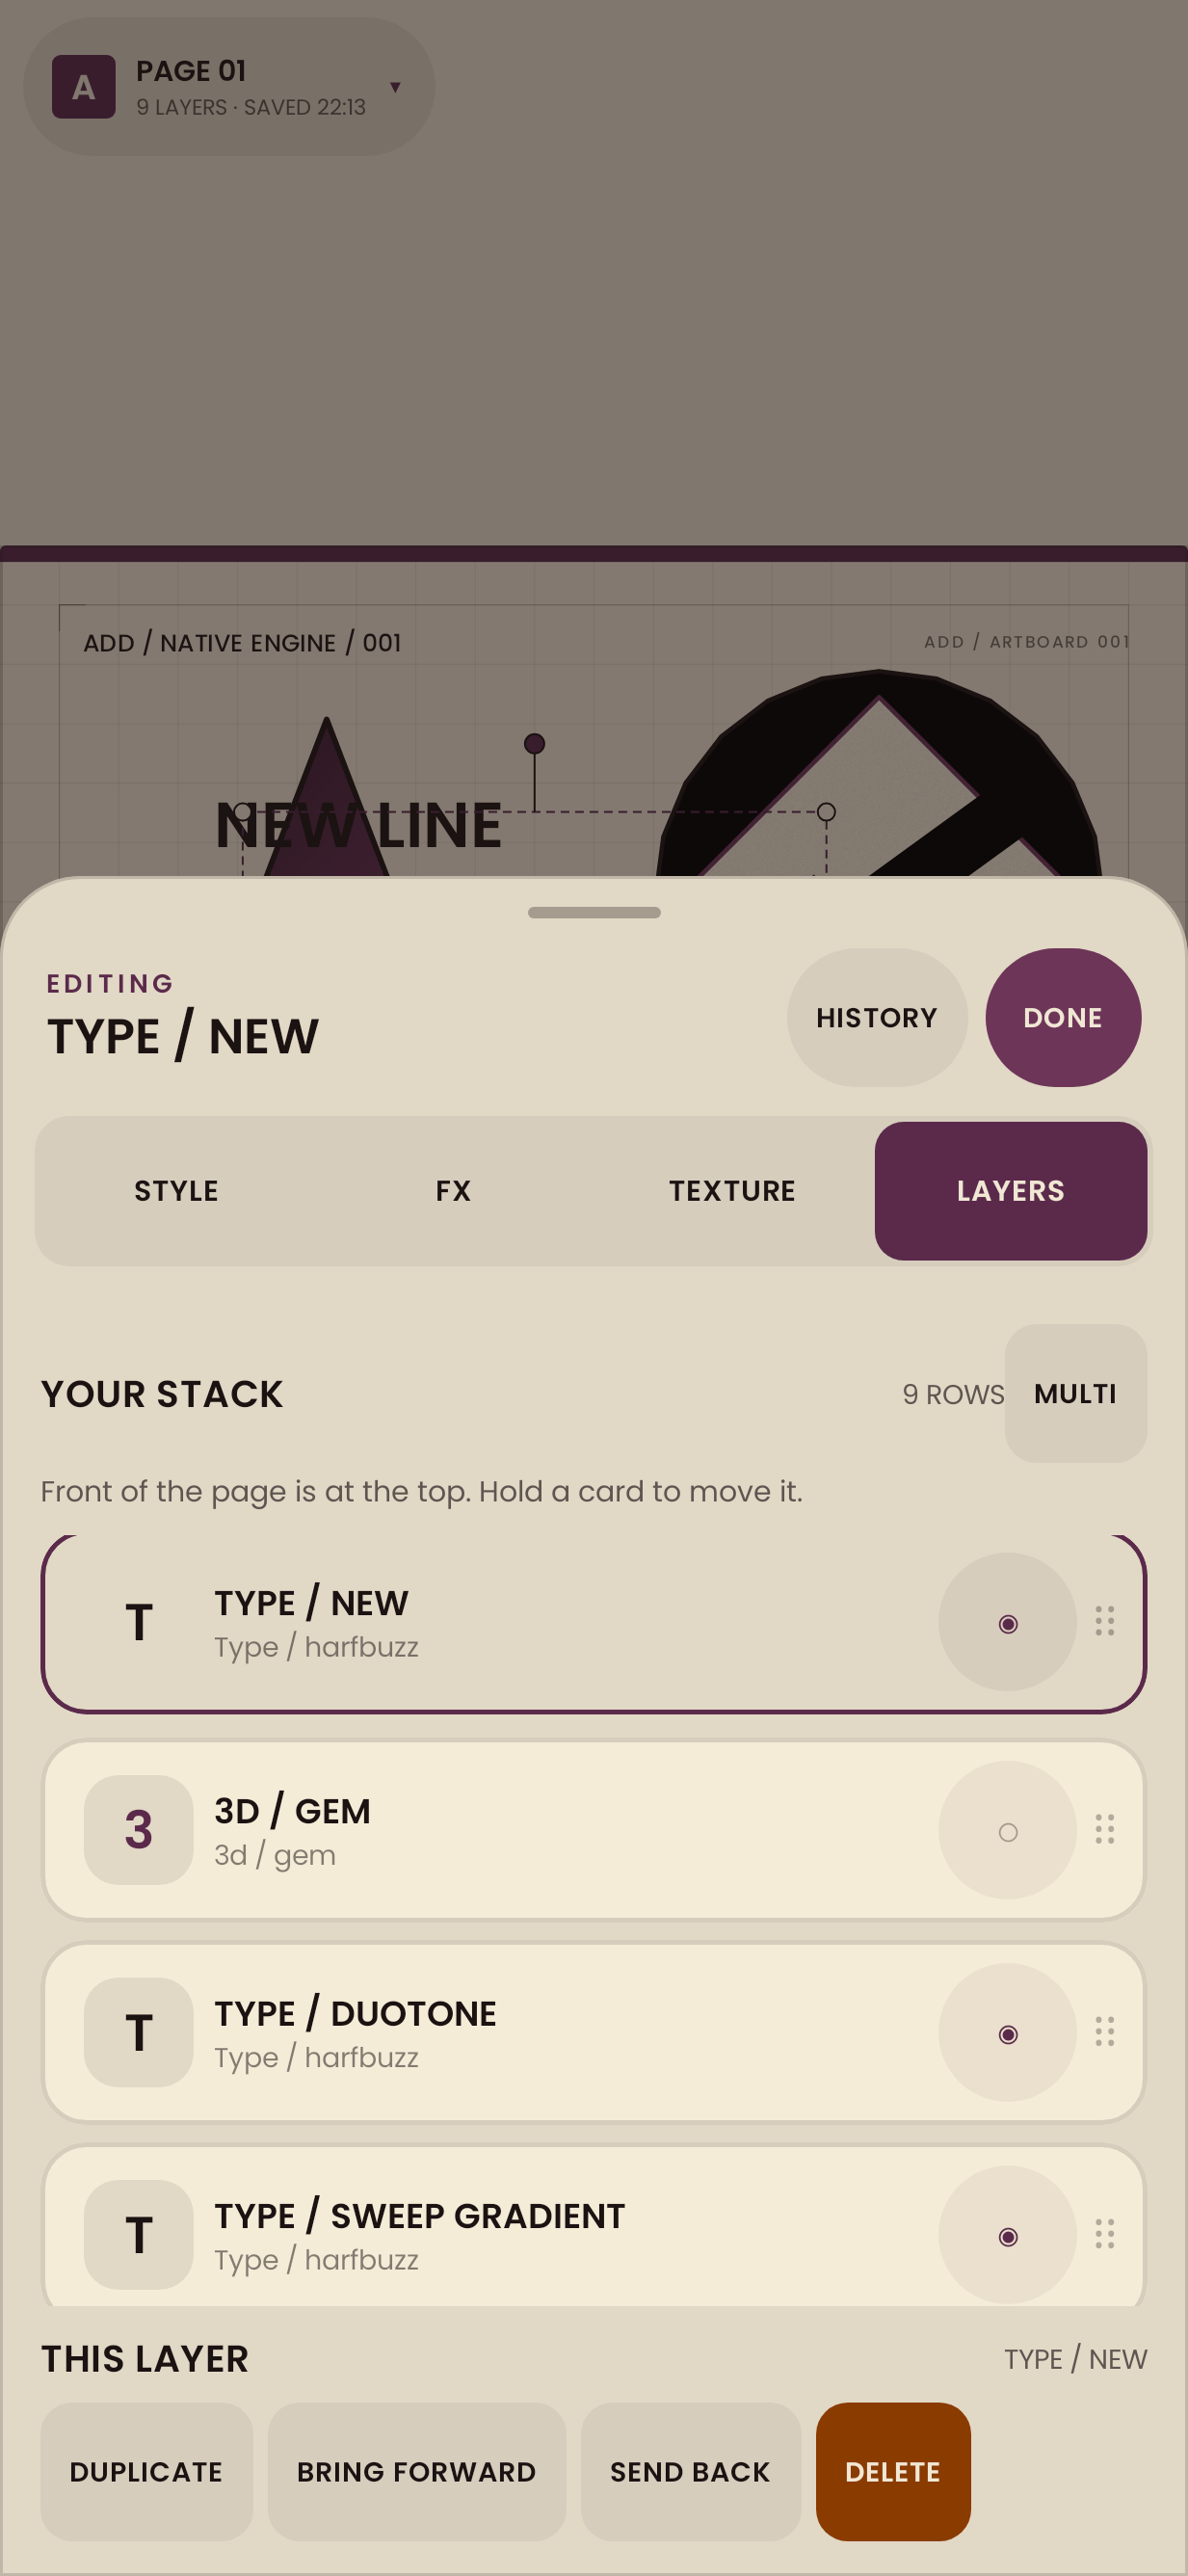 A
PAGE 01
▾
9 LAYERS · SAVED 22:13
ADD / NATIVE ENGINE / 001
ADD / ARTBOARD 001
NEW LINE
EDITING
TYPE / NEW
HISTORY
DONE
STYLE
FX
TEXTURE
LAYERS
YOUR STACK
9 ROWS
MULTI
Front of the page is at the top. Hold a card to move it.
T
TYPE / NEW
Type / harfbuzz
3
3D / GEM
3d / gem
T
TYPE / DUOTONE
Type / harfbuzz
T
TYPE / SWEEP GRADIENT
Type / harfbuzz
THIS LAYER
TYPE / NEW
DUPLICATE
BRING FORWARD
SEND BACK
DELETE